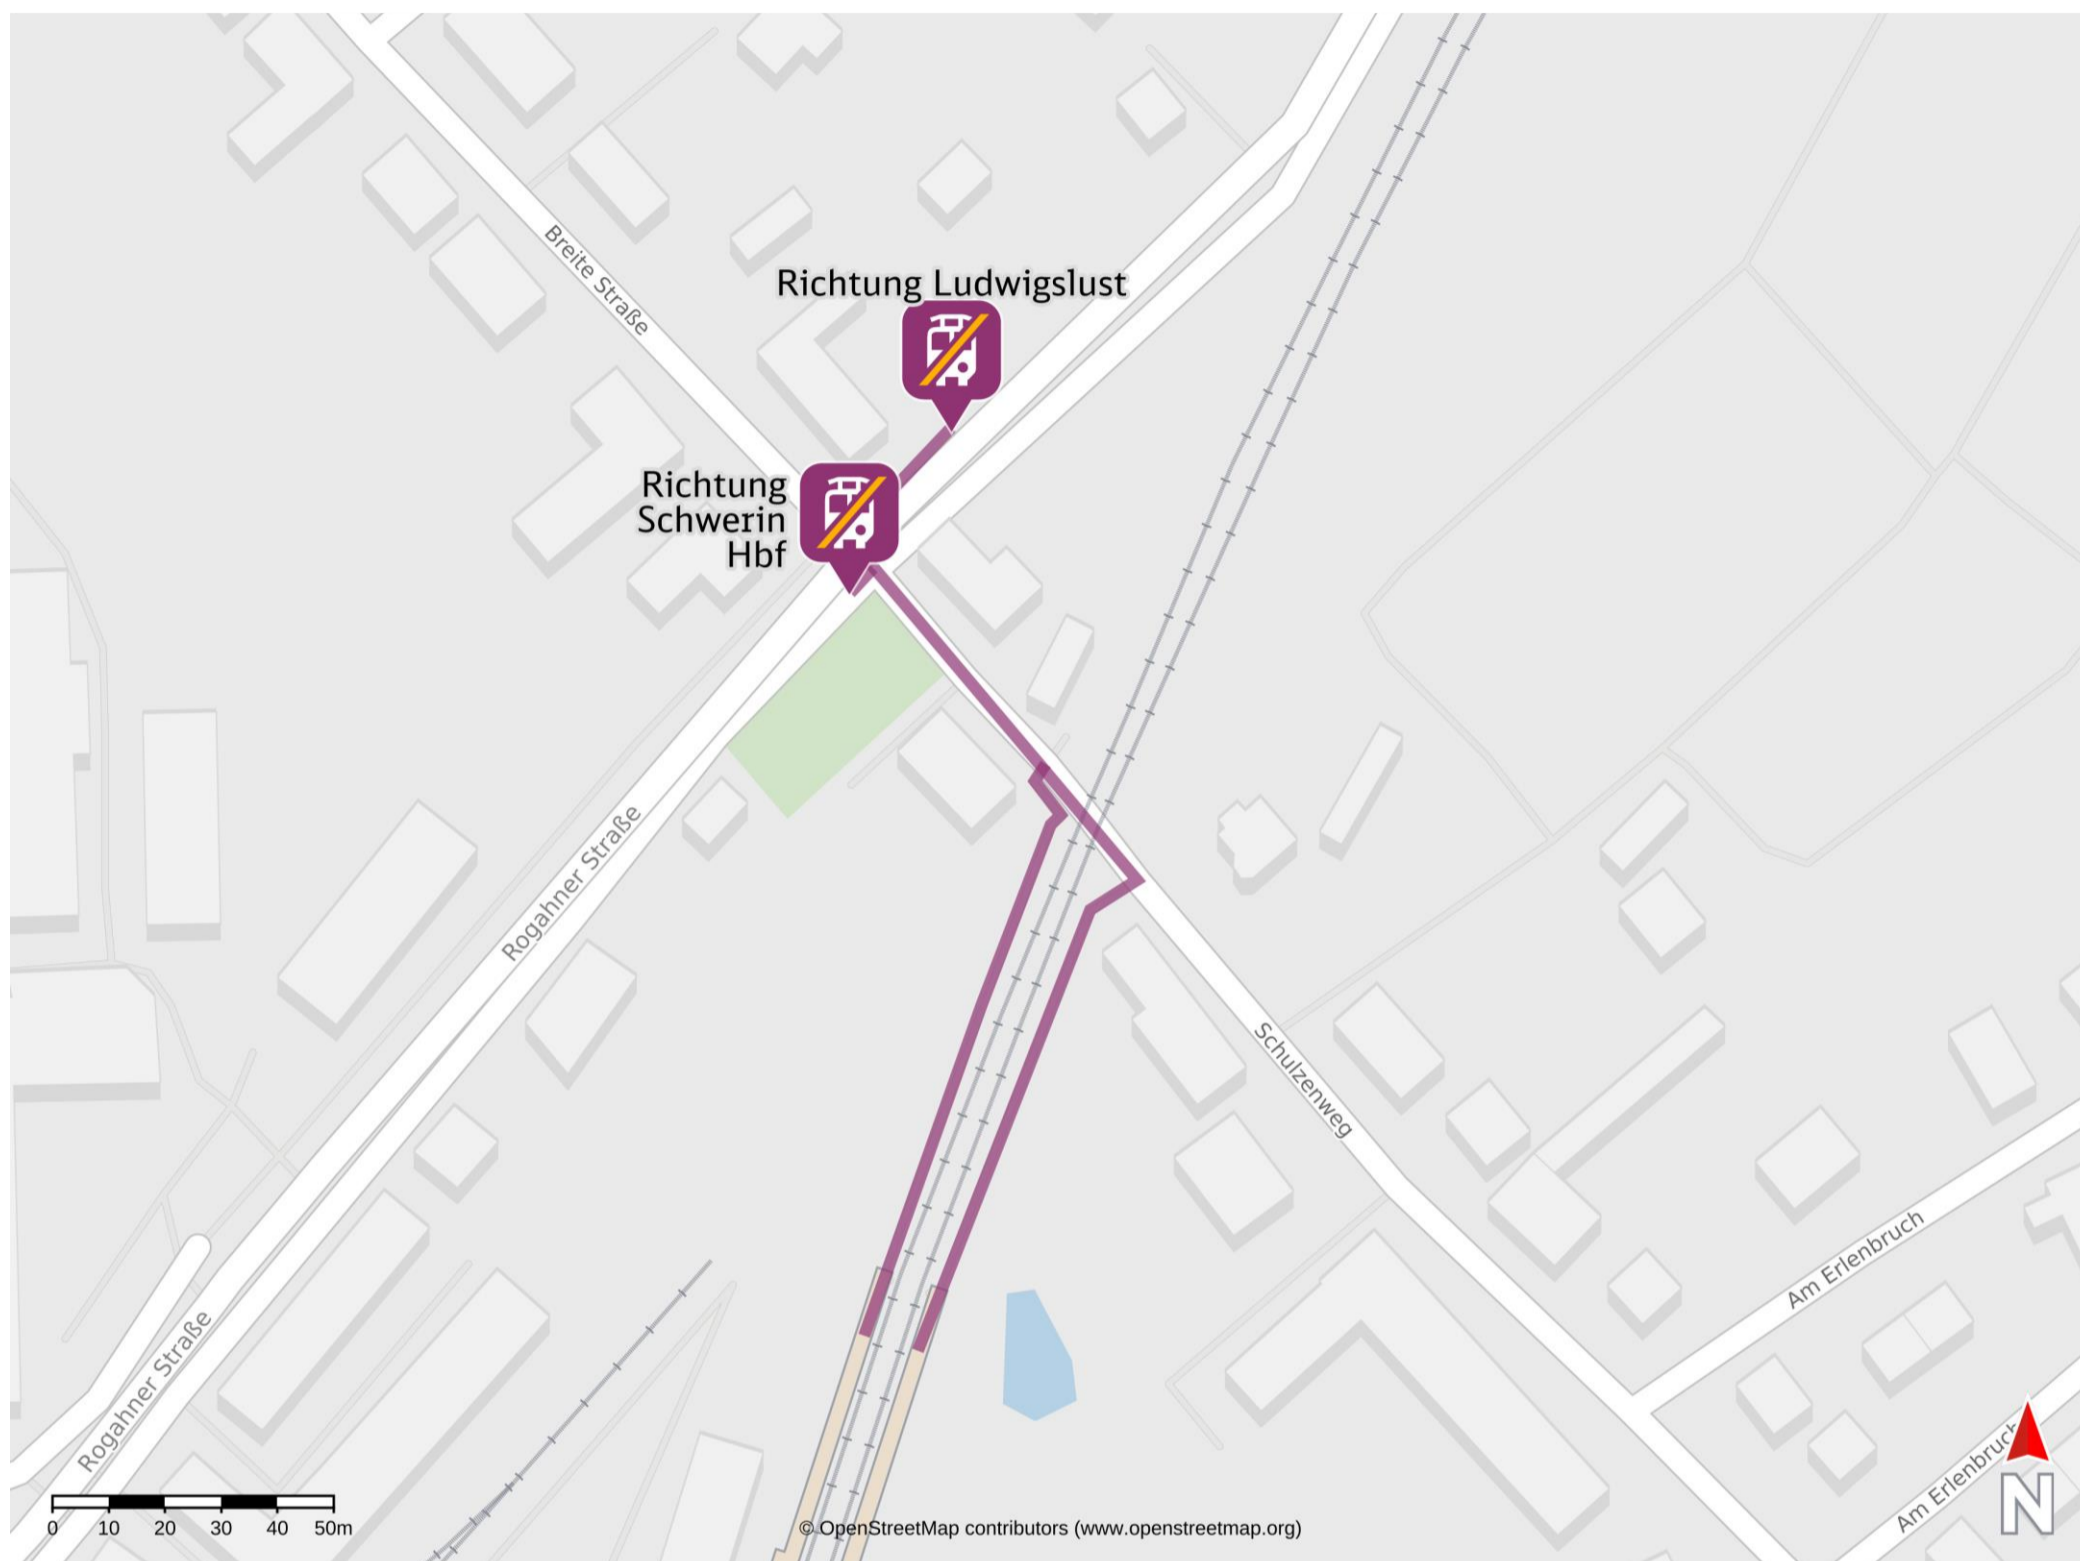 Breite Straße
Richtung Ludwigslust
Richtung
Schwerin
Hbf
Rogahner Straße
Schulzenweg
Am Erlenbruch
Rogahner Straße
Am Erlenbruch
N
0 10 20 30 40 50m
© OpenStreetMap contributors (www.openstreetmap.org)